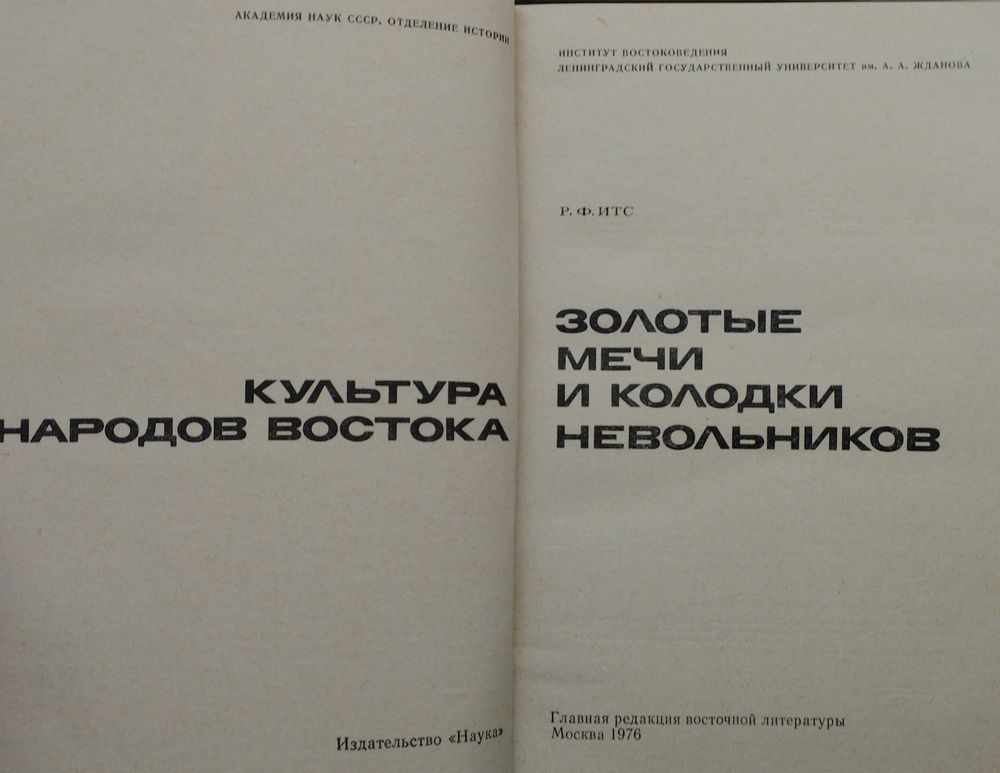 АКАДЕМИЯ НАУК СССР, ОТДЕЛЕНИЕ ИСТОРИИ
КУЛЬТУРА
НАРОДОВ ВОСТОКА
Издательство «Наука»
ИНСТИТУТ ВОСТОКОВЕДЕНИЯ
ЛЕНИНГРАДСКИЙ ГОСУДАРСТВЕННЫЙ УНИВЕРСИТЕТ им. А. А. ЖДАНОВА
Р. Ф. ИТС
ЗОЛОТЫЕ
МЕЧИ
И КОЛОДКИ
НЕВОЛЬНИКОВ
Главная редакция восточной литературы
Москва 1976